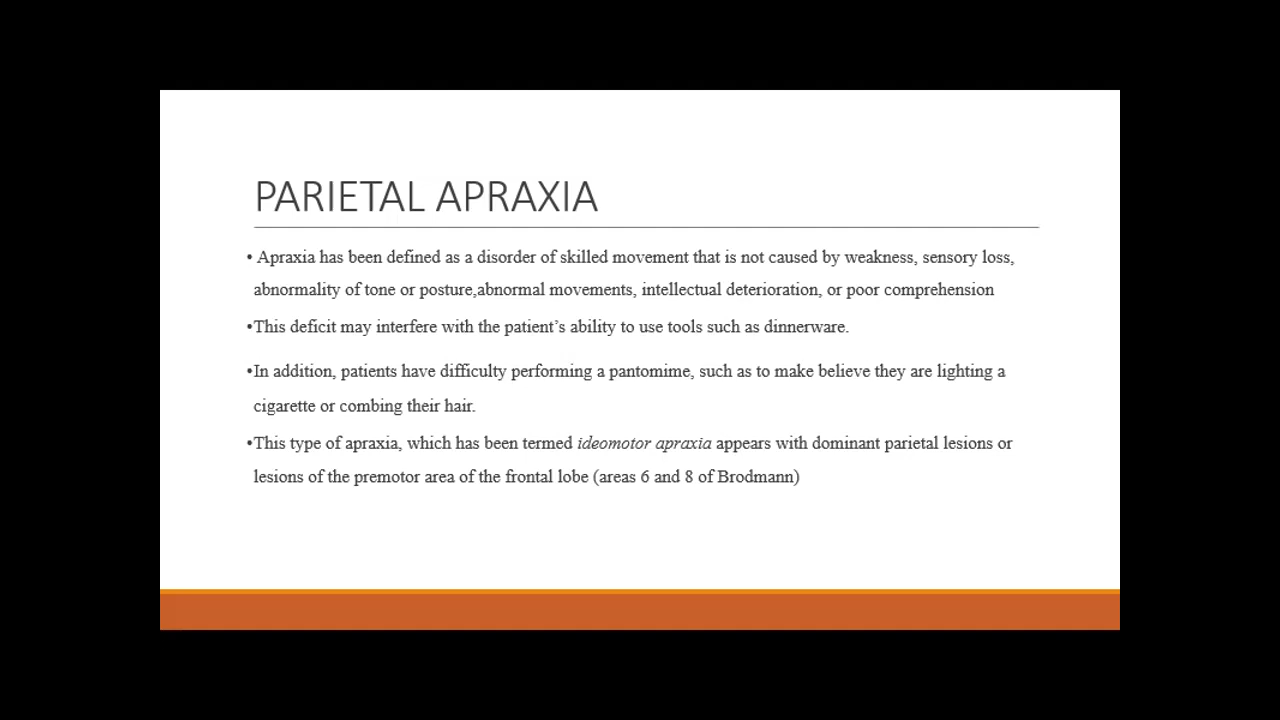 PARIETAL APRAXIA
• Apraxia has been defined as a disorder of skilled movement that is not caused by weakness, sensory loss,
abnormality of tone or posture,abnormal movements, intellectual deterioration, or poor comprehension
•This deficit may interfere with the patient’s ability to use tools such as dinnerware.
•In addition, patients have difficulty performing a pantomime, such as to make believe they are lighting a
cigarette or combing their hair.
•This type of apraxia, which has been termed ideomotor apraxia appears with dominant parietal lesions or
lesions of the premotor area of the frontal lobe (areas 6 and 8 of Brodmann)